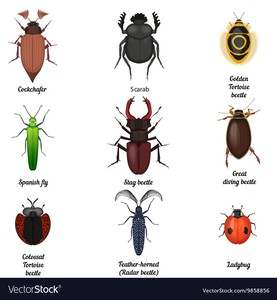 Cockchafer
Scarab
Golden
Tortoise
beetle
Spanish fly
Stag beetle
Great
diving beetle
Colossal
Tortoise
beetle
Feather-horned
(Radar beetle)
Ladybug
VectorStock®
VectorStock.com/9858856